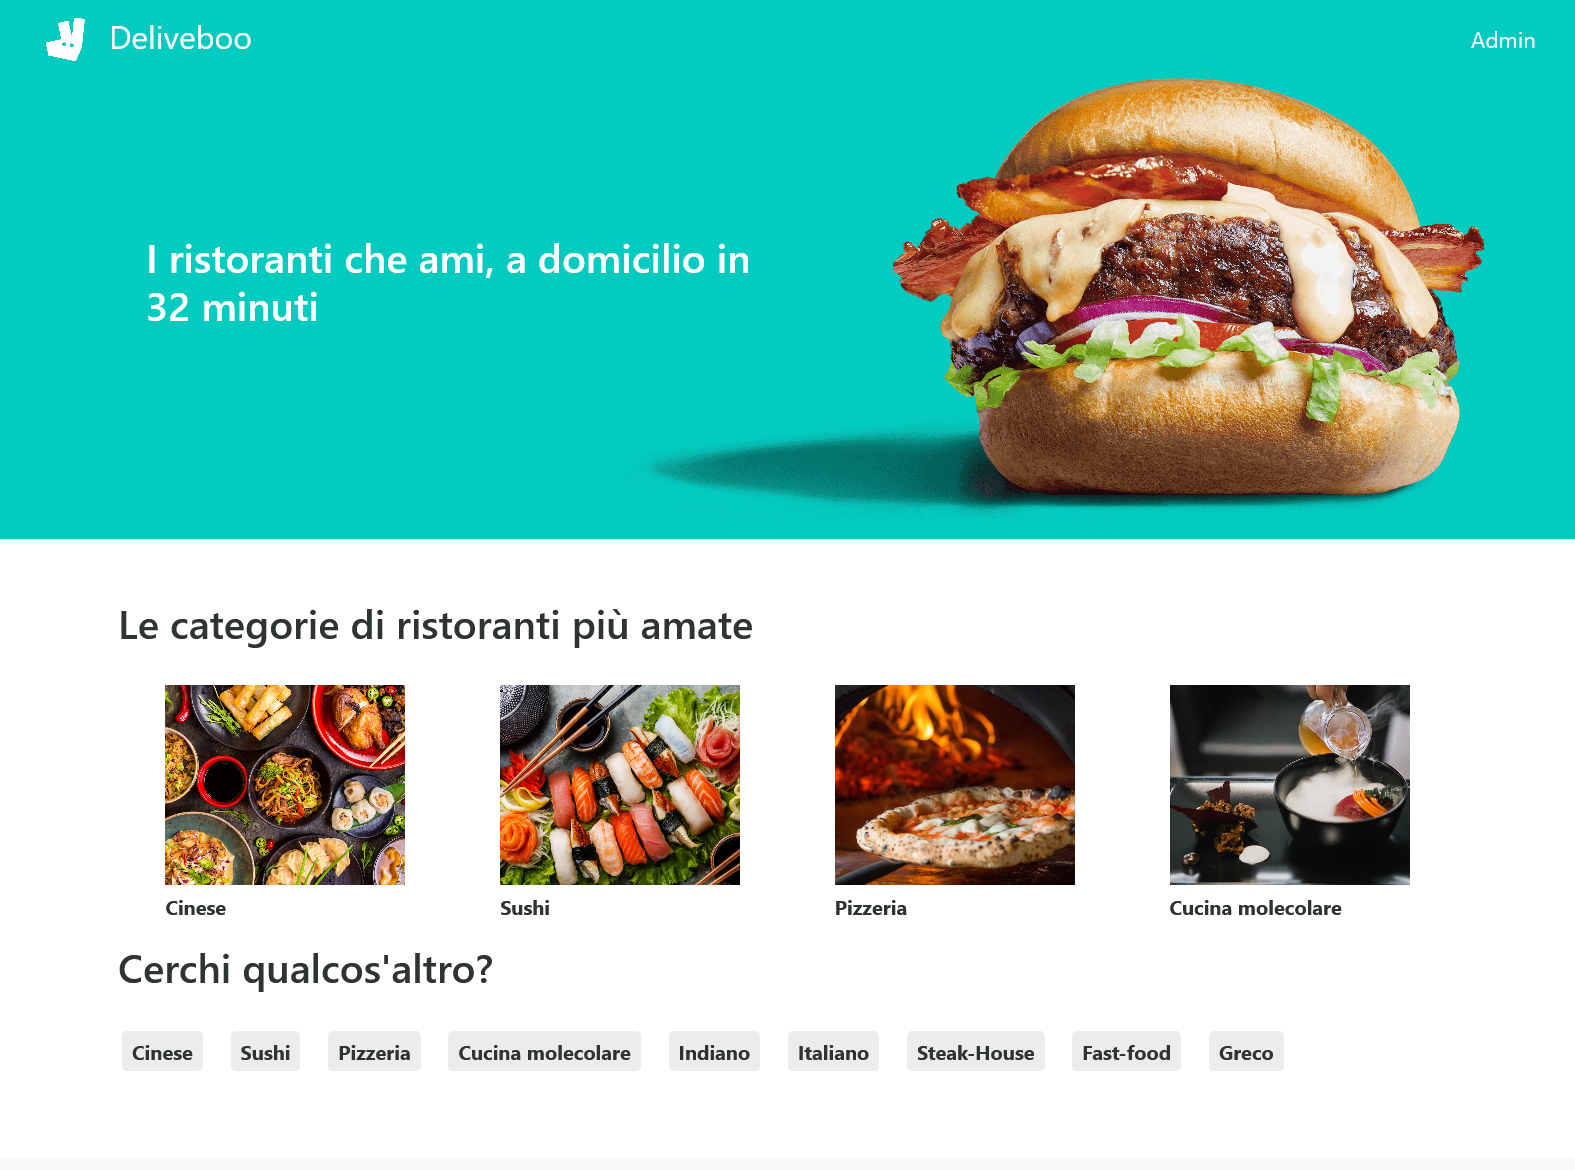 Deliveboo
Admin
I ristoranti che ami, a domicilio in
32 minuti
Le categorie di ristoranti più amate
Cinese
Sushi
Pizzeria
Cucina molecolare
Cerchi qualcos'altro?
Cinese
Sushi
Pizzeria
Cucina molecolare
Indiano
Italiano
Steak-House
Fast-food
Greco